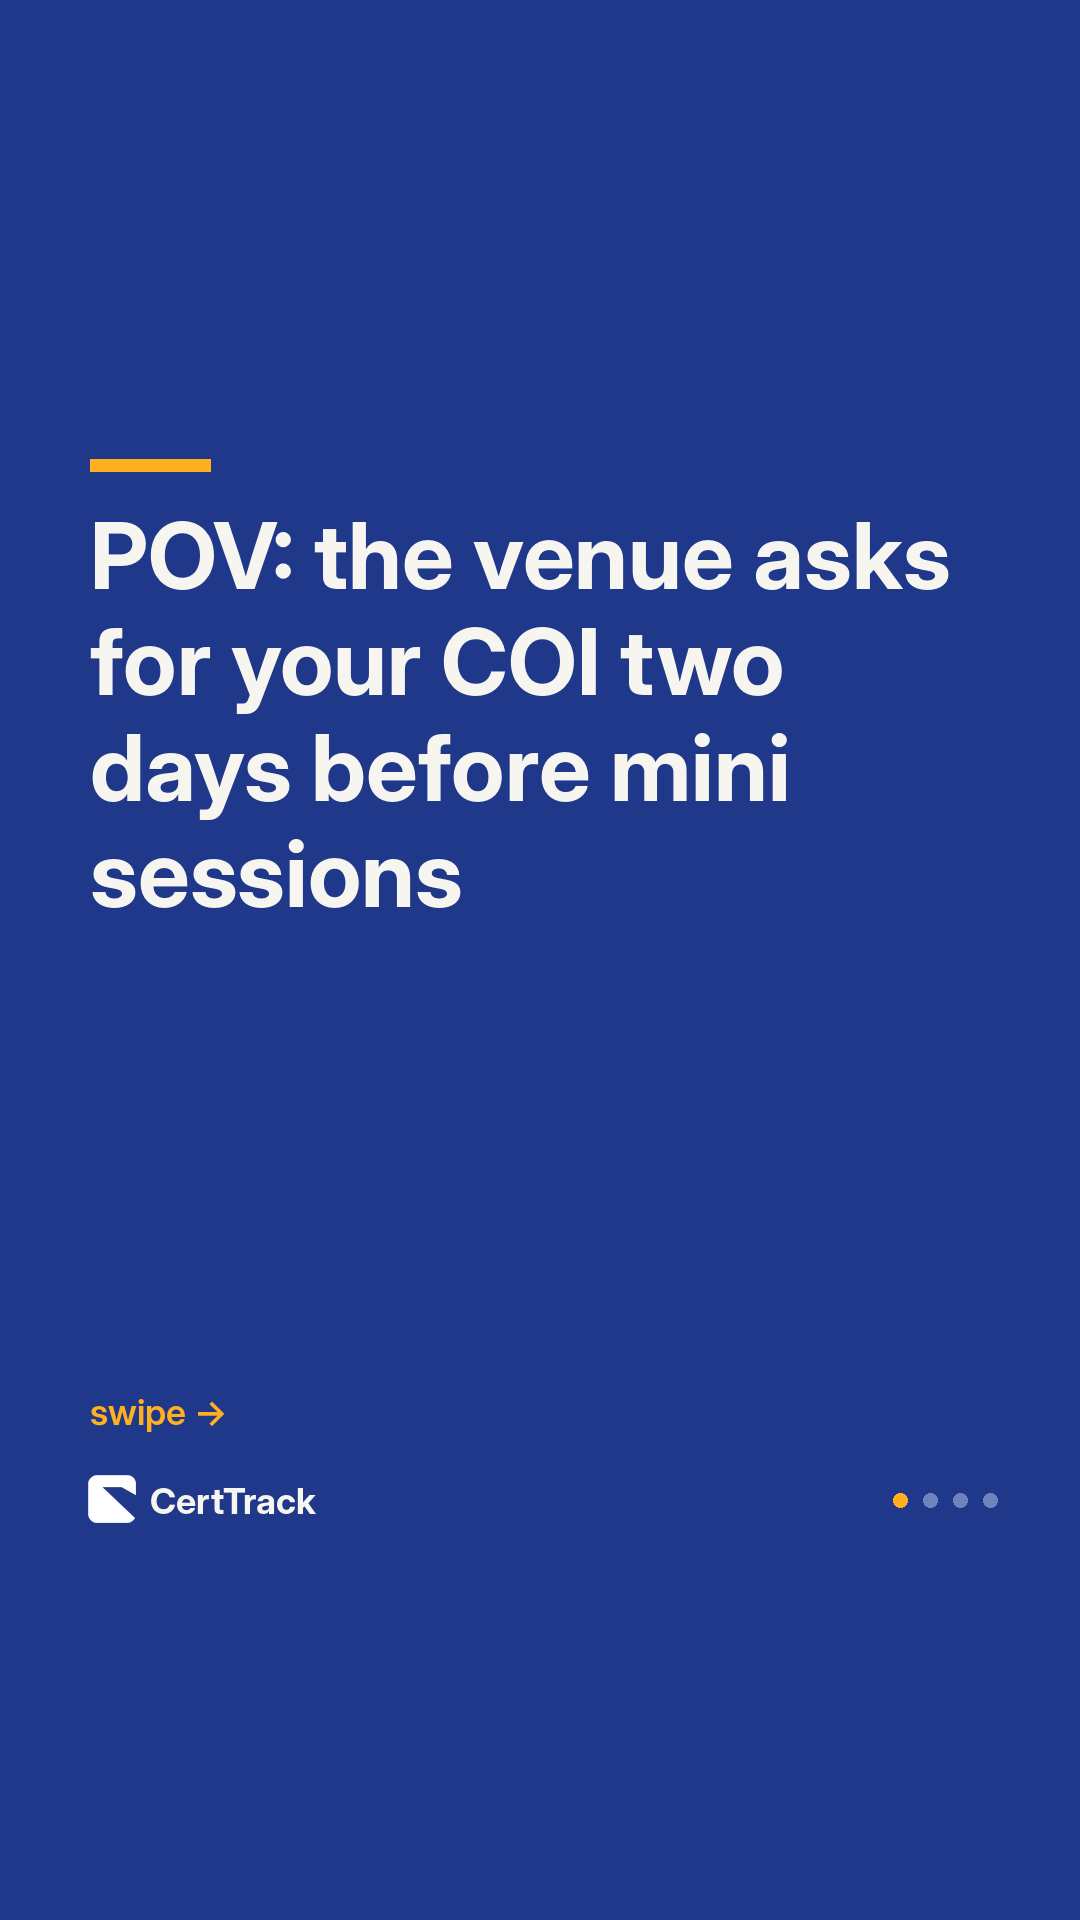 POV: the venue asks
for your COI two
days before mini
sessions
swipe →
CertTrack